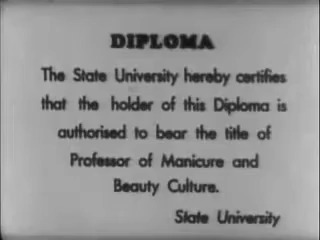 DIPLOMA
The State University hereby certifies
that the holder of this Diploma is
authorised to bear the title of
Professor of Manicure and
Beauty Culture.
State University